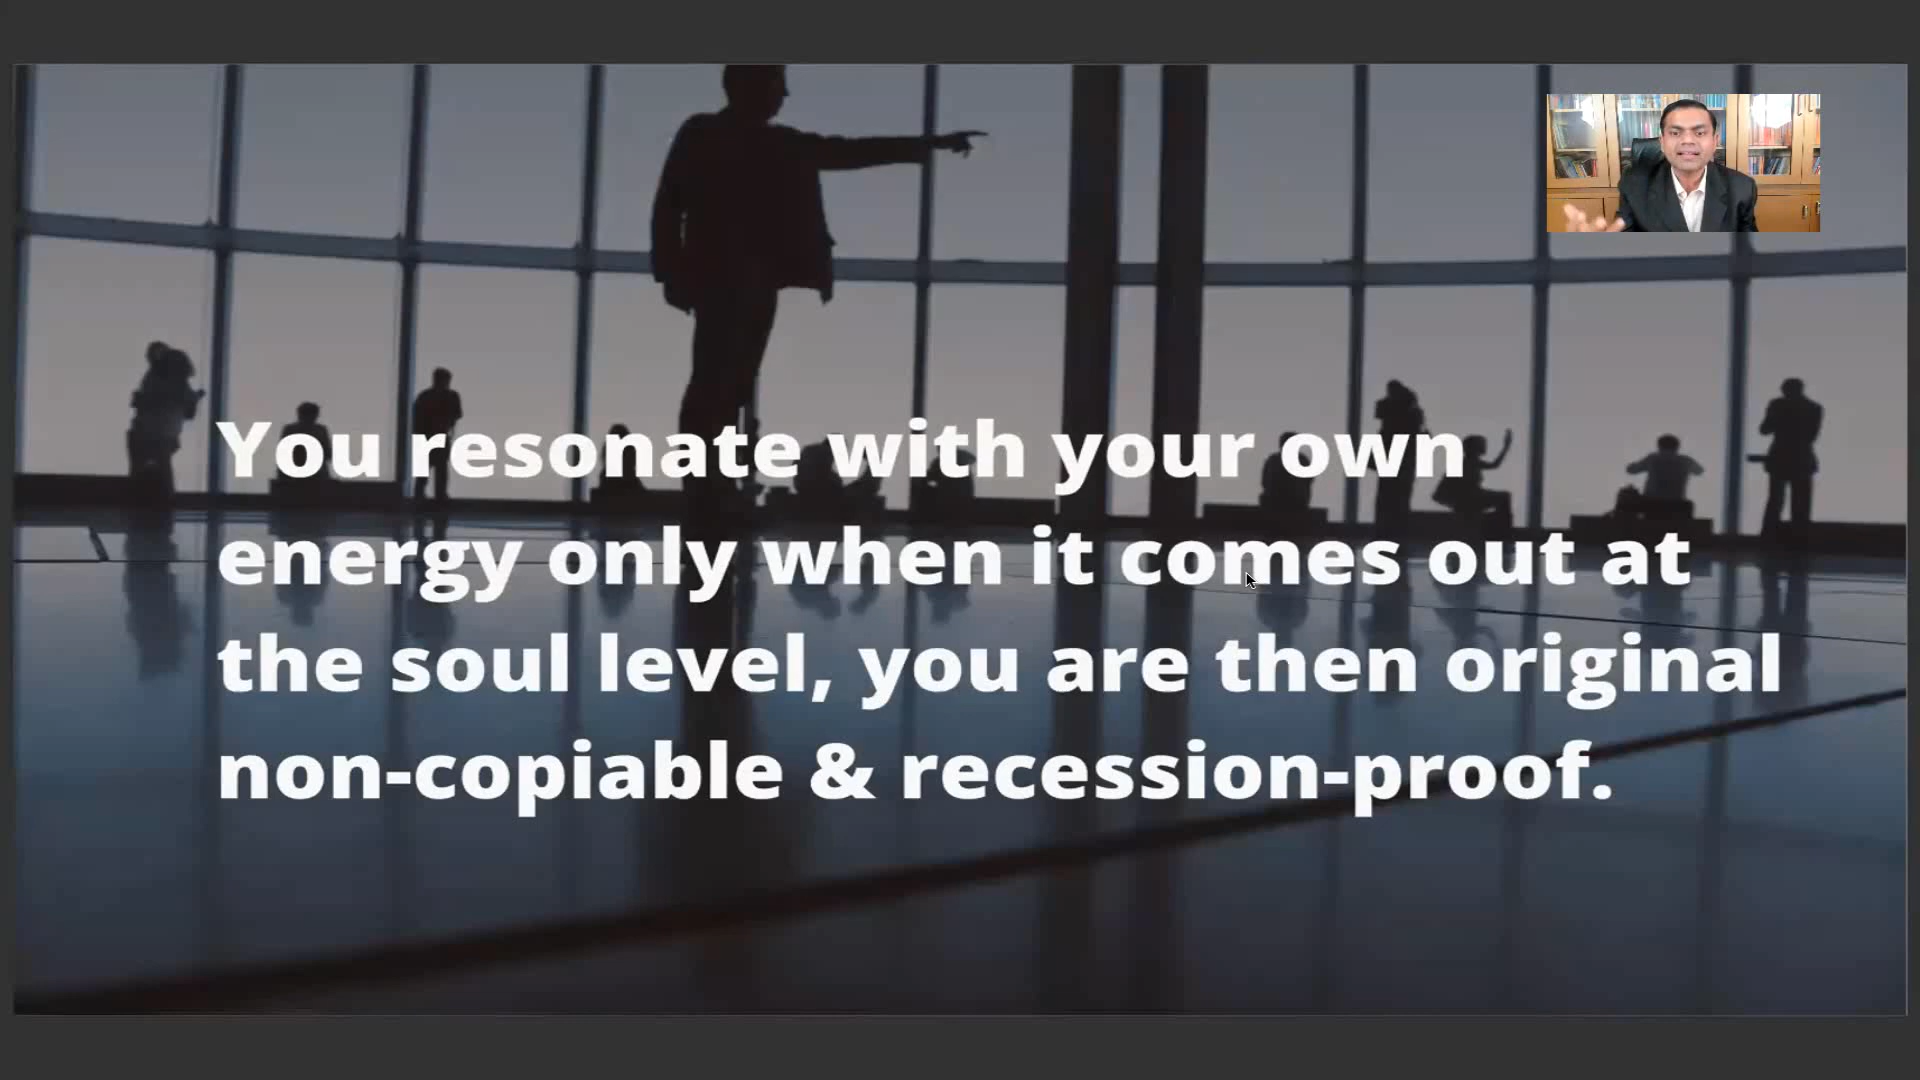 You resonate with your own
energy only when it comes out at
the soul level, you are then original
non-copiable & recession-proof.